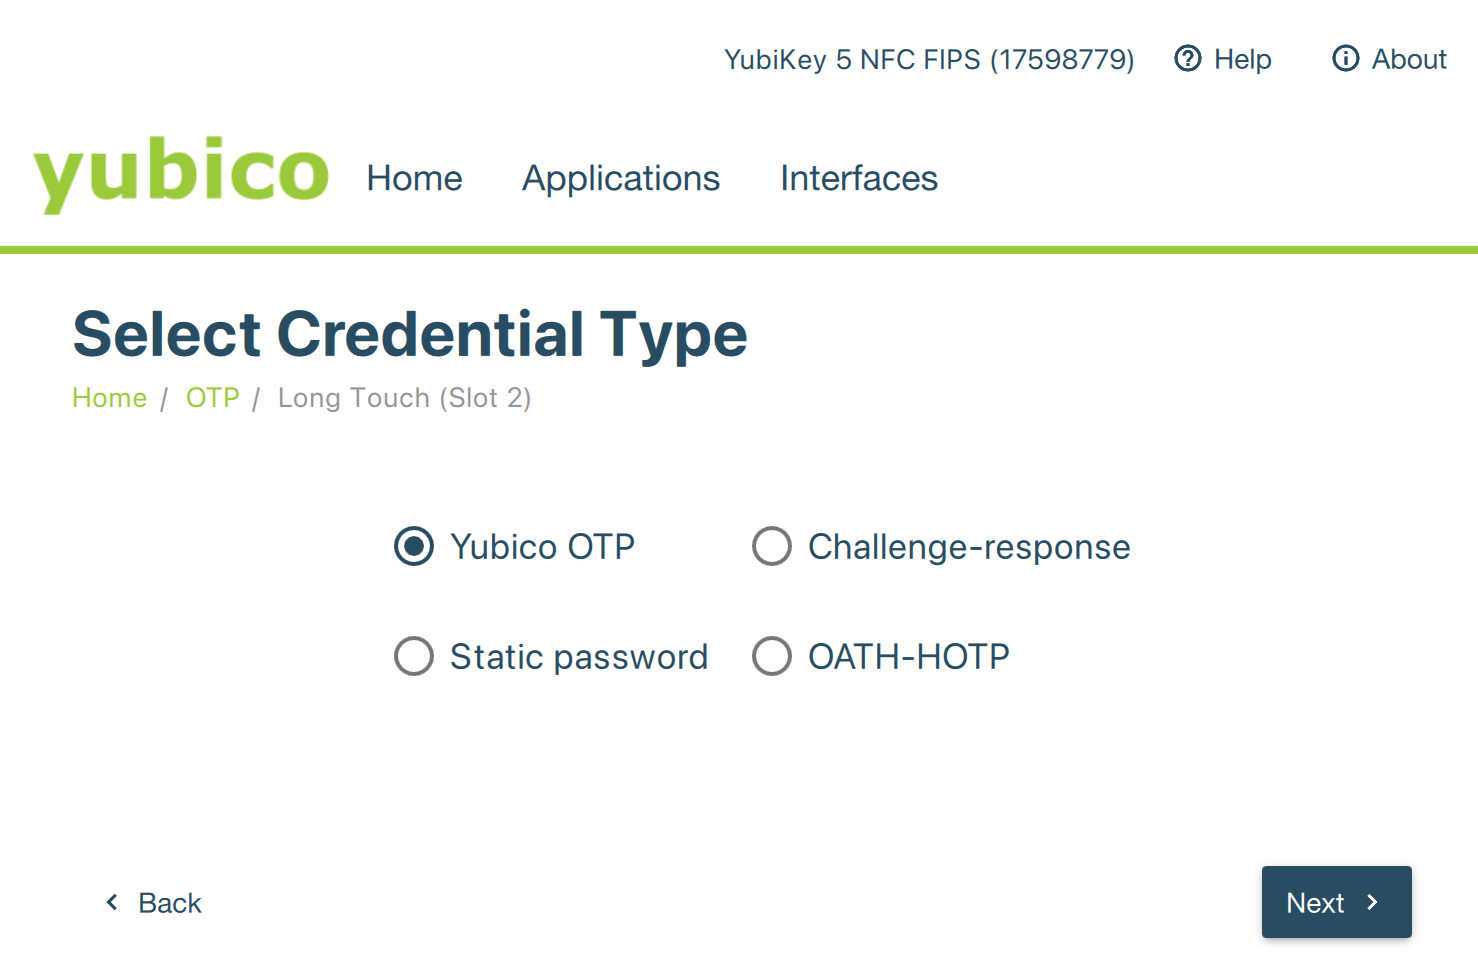 YubiKey 5 NFC FIPS (17598779) Help About
yubico Home Applications Interfaces
Select Credential Type
Home / OTP / Long Touch (Slot 2)
Yubico OTP Challenge-response
Static password OATH-HOTP
Back Next